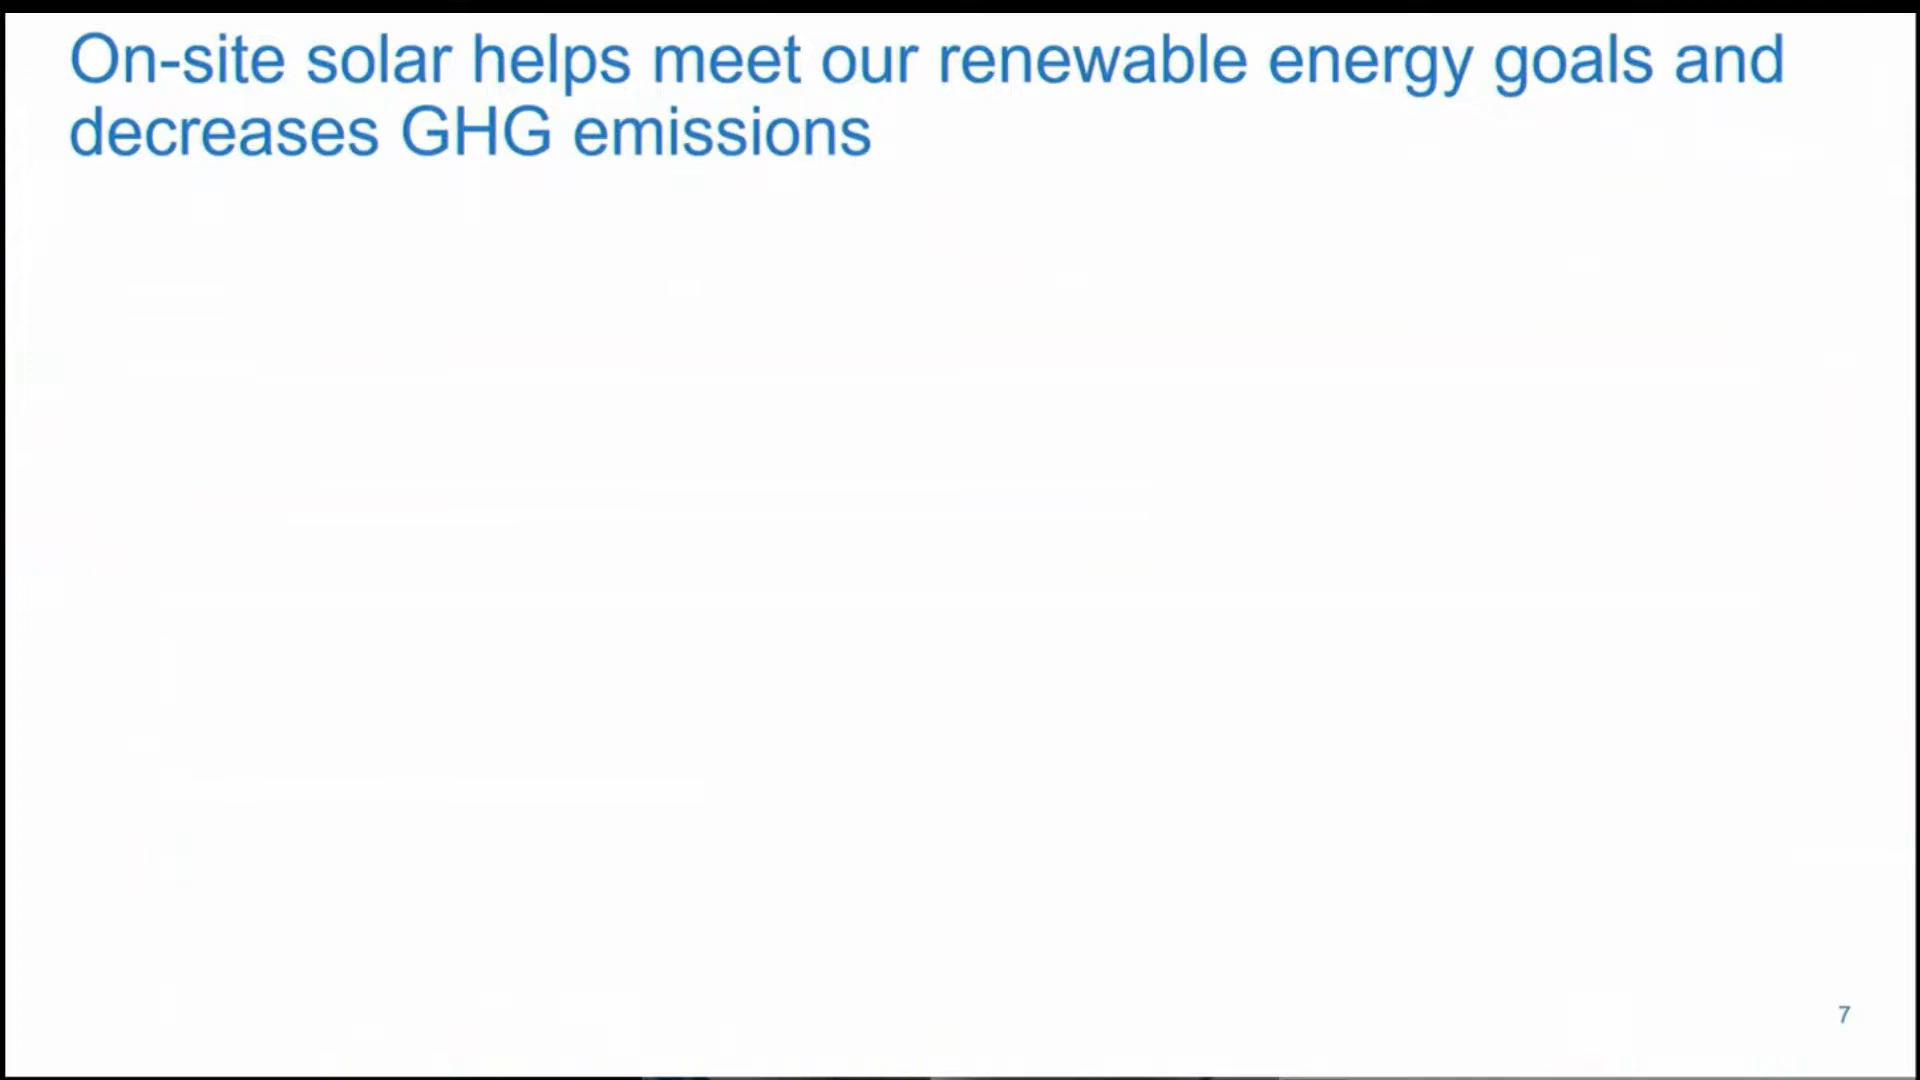 On-site solar helps meet our renewable energy goals and
decreases GHG emissions
7